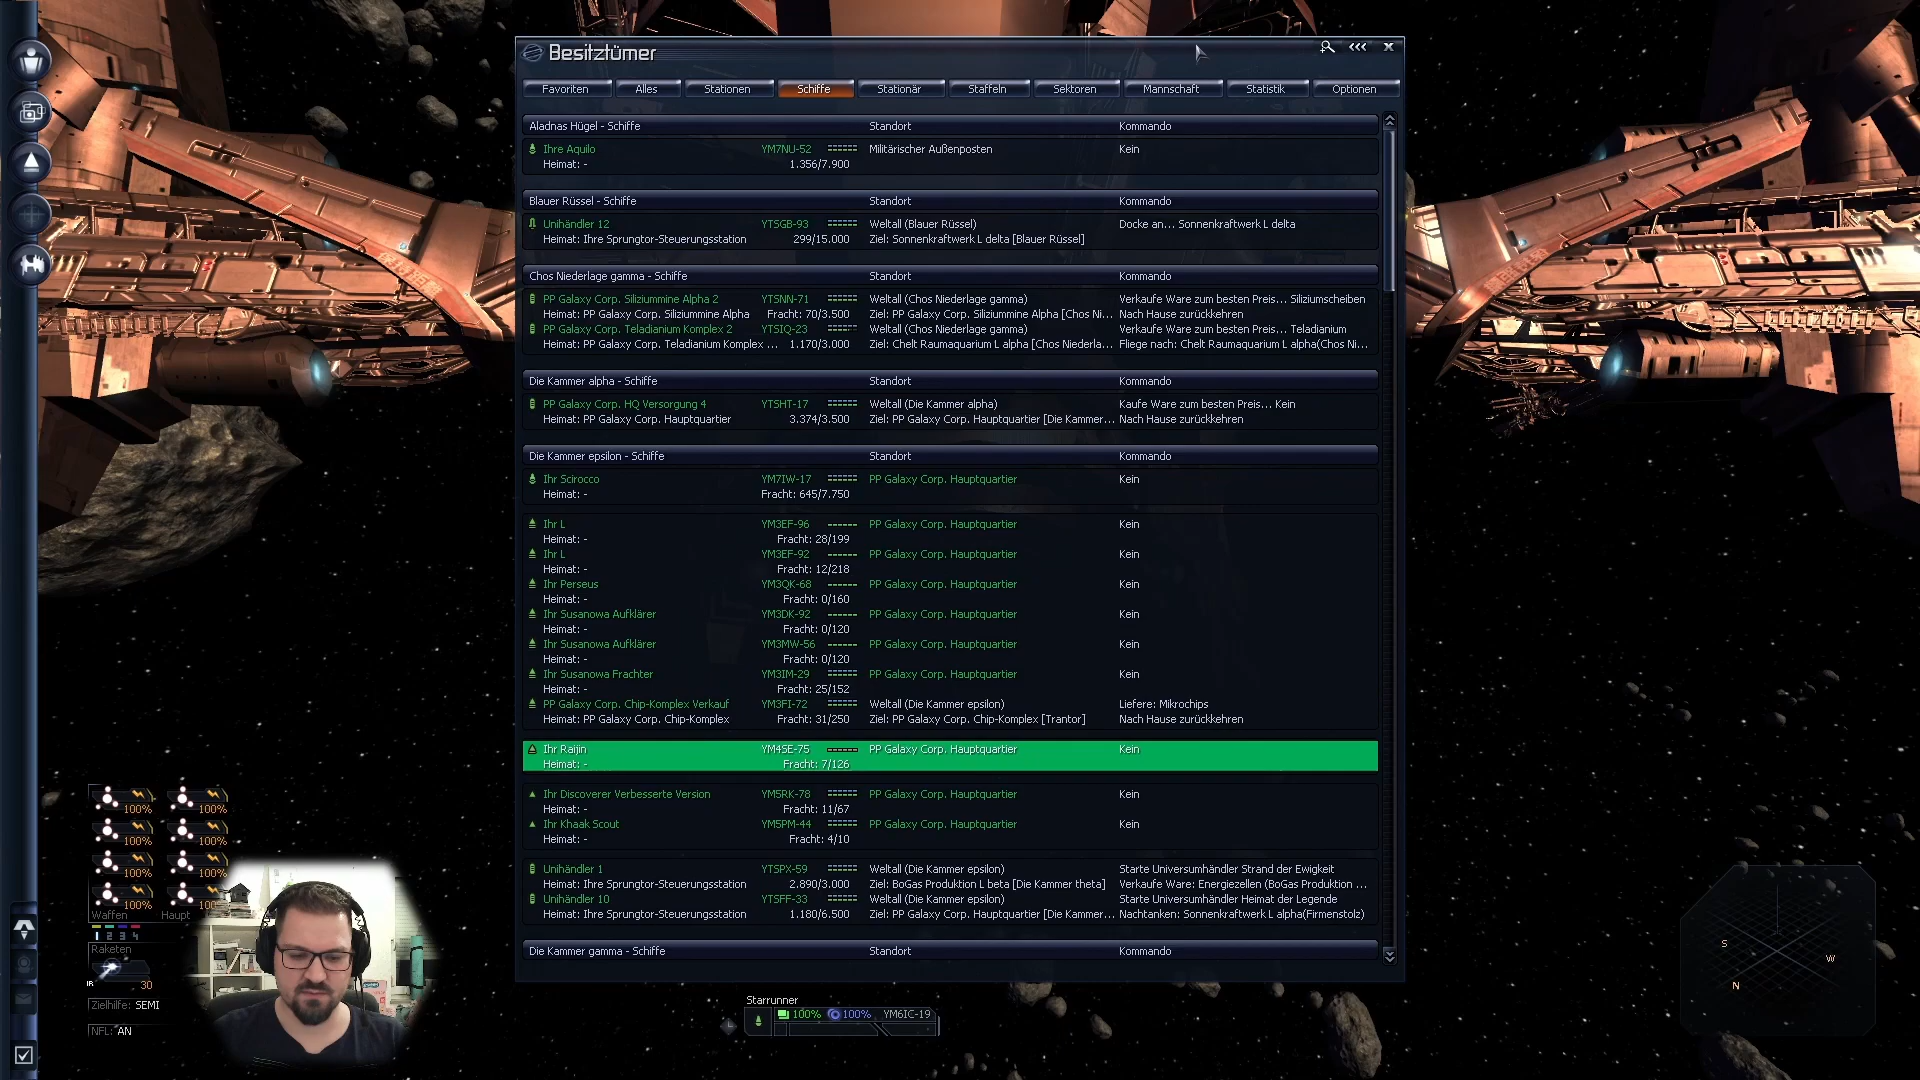 Besitztümer
Favoriten Alles Stationen Schiffe Stationär Staffeln Sektoren Mannschaft Statistik Optionen
Aladnas Hügel - Schiffe Standort Kommando
Ihre Aquilo YM7NU-52 Militärischer Außenposten Kein
Heimat: - 1.356/7.900
Blauer Rüssel - Schiffe Standort Kommando
Unihändler 12 YTSGB-93 Weltall (Blauer Rüssel) Docke an... Sonnenkraftwerk L delta
Heimat: Ihre Sprungtor-Steuerungsstation 299/15.000 Ziel: Sonnenkraftwerk L delta [Blauer Rüssel]
Chos Niederlage gamma - Schiffe Standort Kommando
PP Galaxy Corp. Siliziummine Alpha 2 YTSNN-71 Weltall (Chos Niederlage gamma) Verkaufe Ware zum besten Preis... Siliziumscheiben
Heimat: PP Galaxy Corp. Siliziummine Alpha Fracht: 70/3.500 Ziel: PP Galaxy Corp. Siliziummine Alpha [Chos Ni... Nach Hause zurückkehren
PP Galaxy Corp. Teladianium Komplex 2 YTSIQ-23 Weltall (Chos Niederlage gamma) Verkaufe Ware zum besten Preis... Teladianium
Heimat: PP Galaxy Corp. Teladianium Komplex ... 1.170/3.000 Ziel: Chelt Raumaquarium L alpha [Chos Niederla... Fliege nach: Chelt Raumaquarium L alpha(Chos Ni...
Die Kammer alpha - Schiffe Standort Kommando
PP Galaxy Corp. HQ Versorgung 4 YTSHT-17 Weltall (Die Kammer alpha) Kaufe Ware zum besten Preis... Kein
Heimat: PP Galaxy Corp. Hauptquartier 3.374/3.500 Ziel: PP Galaxy Corp. Hauptquartier [Die Kammer... Nach Hause zurückkehren
Die Kammer epsilon - Schiffe Standort Kommando
Ihr Scirocco YM7IW-17 PP Galaxy Corp. Hauptquartier Kein
Heimat: - Fracht: 645/7.750
Ihr L YM3EF-96 PP Galaxy Corp. Hauptquartier Kein
Heimat: - Fracht: 28/199
Ihr L YM3EF-92 PP Galaxy Corp. Hauptquartier Kein
Heimat: - Fracht: 12/218
Ihr Perseus YM3QK-68 PP Galaxy Corp. Hauptquartier Kein
Heimat: - Fracht: 0/160
Ihr Susanowa Aufklärer YM3DK-92 PP Galaxy Corp. Hauptquartier Kein
Heimat: - Fracht: 0/120
Ihr Susanowa Aufklärer YM3MW-56 PP Galaxy Corp. Hauptquartier Kein
Heimat: - Fracht: 0/120
Ihr Susanowa Frachter YM3IM-29 PP Galaxy Corp. Hauptquartier Kein
Heimat: - Fracht: 25/152
PP Galaxy Corp. Chip-Komplex Verkauf YM3FI-72 Weltall (Die Kammer epsilon) Liefere: Mikrochips
Heimat: PP Galaxy Corp. Chip-Komplex Fracht: 31/250 Ziel: PP Galaxy Corp. Chip-Komplex [Trantor] Nach Hause zurückkehren
Ihr Raijin YM4SE-75 PP Galaxy Corp. Hauptquartier Kein
Heimat: - Fracht: 7/126
Ihr Discoverer Verbesserte Version YM5RK-78 PP Galaxy Corp. Hauptquartier Kein
Heimat: - Fracht: 11/67
Ihr Khaak Scout YM5PM-44 PP Galaxy Corp. Hauptquartier Kein
Heimat: - Fracht: 4/10
Unihändler 1 YTSPX-59 Weltall (Die Kammer epsilon) Starte Universumhändler Strand der Ewigkeit
Heimat: Ihre Sprungtor-Steuerungsstation 2.890/3.000 Ziel: BoGas Produktion L beta [Die Kammer theta] Verkaufe Ware: Energiezellen (BoGas Produktion ...
Unihändler 10 YTSFF-33 Weltall (Die Kammer epsilon) Starte Universumhändler Heimat der Legende
Heimat: Ihre Sprungtor-Steuerungsstation 1.180/6.500 Ziel: PP Galaxy Corp. Hauptquartier [Die Kammer... Nachtanken: Sonnenkraftwerk L alpha(Firmenstolz)
Die Kammer gamma - Schiffe Standort Kommando
100% 100%
100% 100%
100% 100%
100% 100%
Waffen Haupt
1 2 3 4
Raketen
IR 30
Zielhilfe: SEMI
NFL: AN
Starrunner
100% 100% YM6IC-19
S
W
N